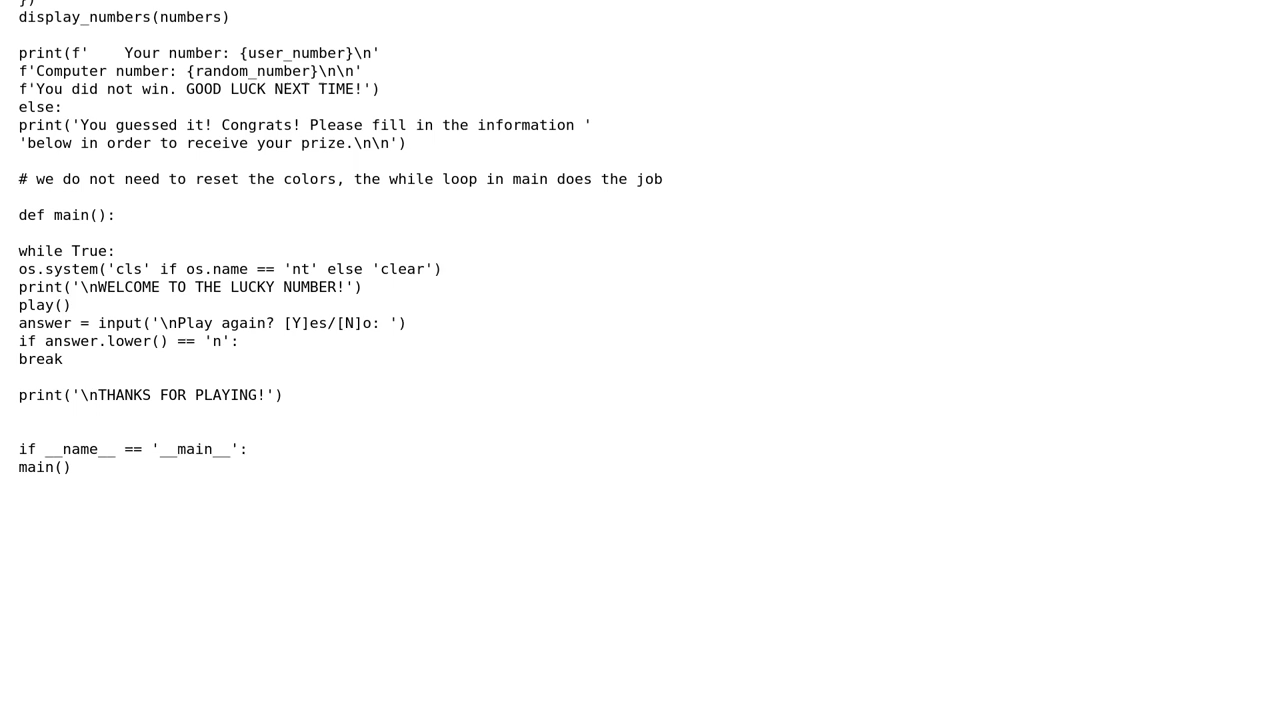 })
display_numbers(numbers)

print(f'    Your number: {user_number}\n'
f'Computer number: {random_number}\n\n'
f'You did not win. GOOD LUCK NEXT TIME!')
else:
print('You guessed it! Congrats! Please fill in the information '
'below in order to receive your prize.\n\n')

# we do not need to reset the colors, the while loop in main does the job

def main():

while True:
os.system('cls' if os.name == 'nt' else 'clear')
print('\nWELCOME TO THE LUCKY NUMBER!')
play()
answer = input('\nPlay again? [Y]es/[N]o: ')
if answer.lower() == 'n':
break

print('\nTHANKS FOR PLAYING!')


if __name__ == '__main__':
main()